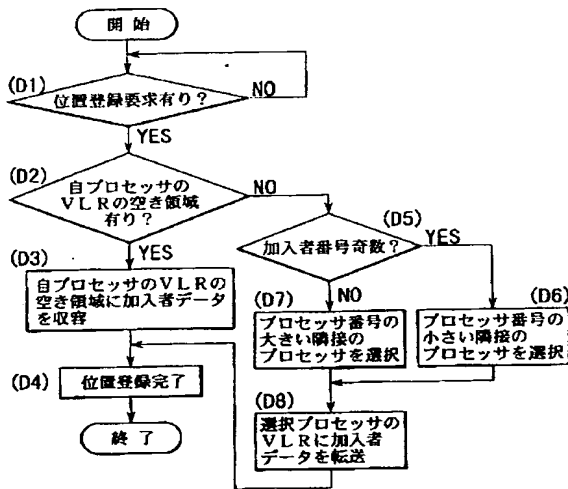 開始
(D1)
位置登録要求有り？
NO
YES
(D2)
自プロセッサの
ＶＬＲの空き領域
有り？
NO
YES
(D3)
自プロセッサのＶＬＲの
空き領域に加入者データ
を収容
(D4)
位置登録完了
終了
(D5)
加入者番号奇数？
YES
NO
(D7)
プロセッサ番号の
大きい隣接の
プロセッサを選択
(D6)
プロセッサ番号の
小さい隣接の
プロセッサを選択
(D8)
選択プロセッサの
ＶＬＲに加入者
データを転送